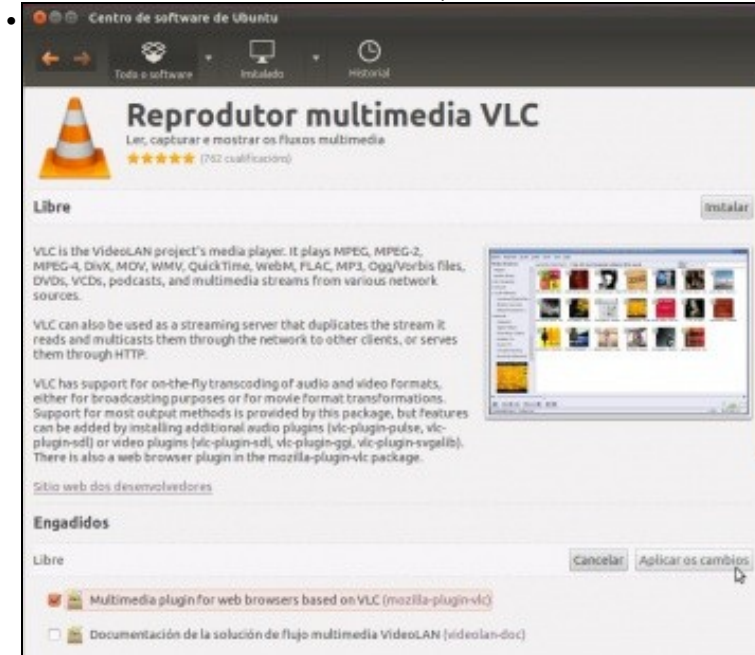 Centro de software de Ubuntu
Todo o software
Instalado
Historial
Reprodutor multimedia VLC
Ler, capturar e mostrar os fluxos multimedia
(762 cualificacións)
Libre
Instalar
VLC is the VideoLAN project's media player. It plays MPEG, MPEG-2,
MPEG-4, DivX, MOV, WMV, QuickTime, WebM, FLAC, MP3, Ogg/Vorbis files,
DVDs, VCDs, podcasts, and multimedia streams from various network
sources.
VLC can also be used as a streaming server that duplicates the stream it
reads and multicasts them through the network to other clients, or serves
them through HTTP.
VLC has support for on-the-fly transcoding of audio and video formats,
either for broadcasting purposes or for movie format transformations.
Support for most output methods is provided by this package, but features
can be added by installing additional audio plugins (vlc-plugin-pulse, vlc-
plugin-sdl) or video plugins (vlc-plugin-sdl, vlc-plugin-ggi, vlc-plugin-svgalib).
There is also a web browser plugin in the mozilla-plugin-vlc package.
Sitio web dos desenvolvedores
Engadidos
Libre
Cancelar Aplicar os cambios
Multimedia plugin for web browsers based on VLC (mozilla-plugin-vlc)
Documentación de la solución de flujo multimedia VideoLAN (videolan-doc)